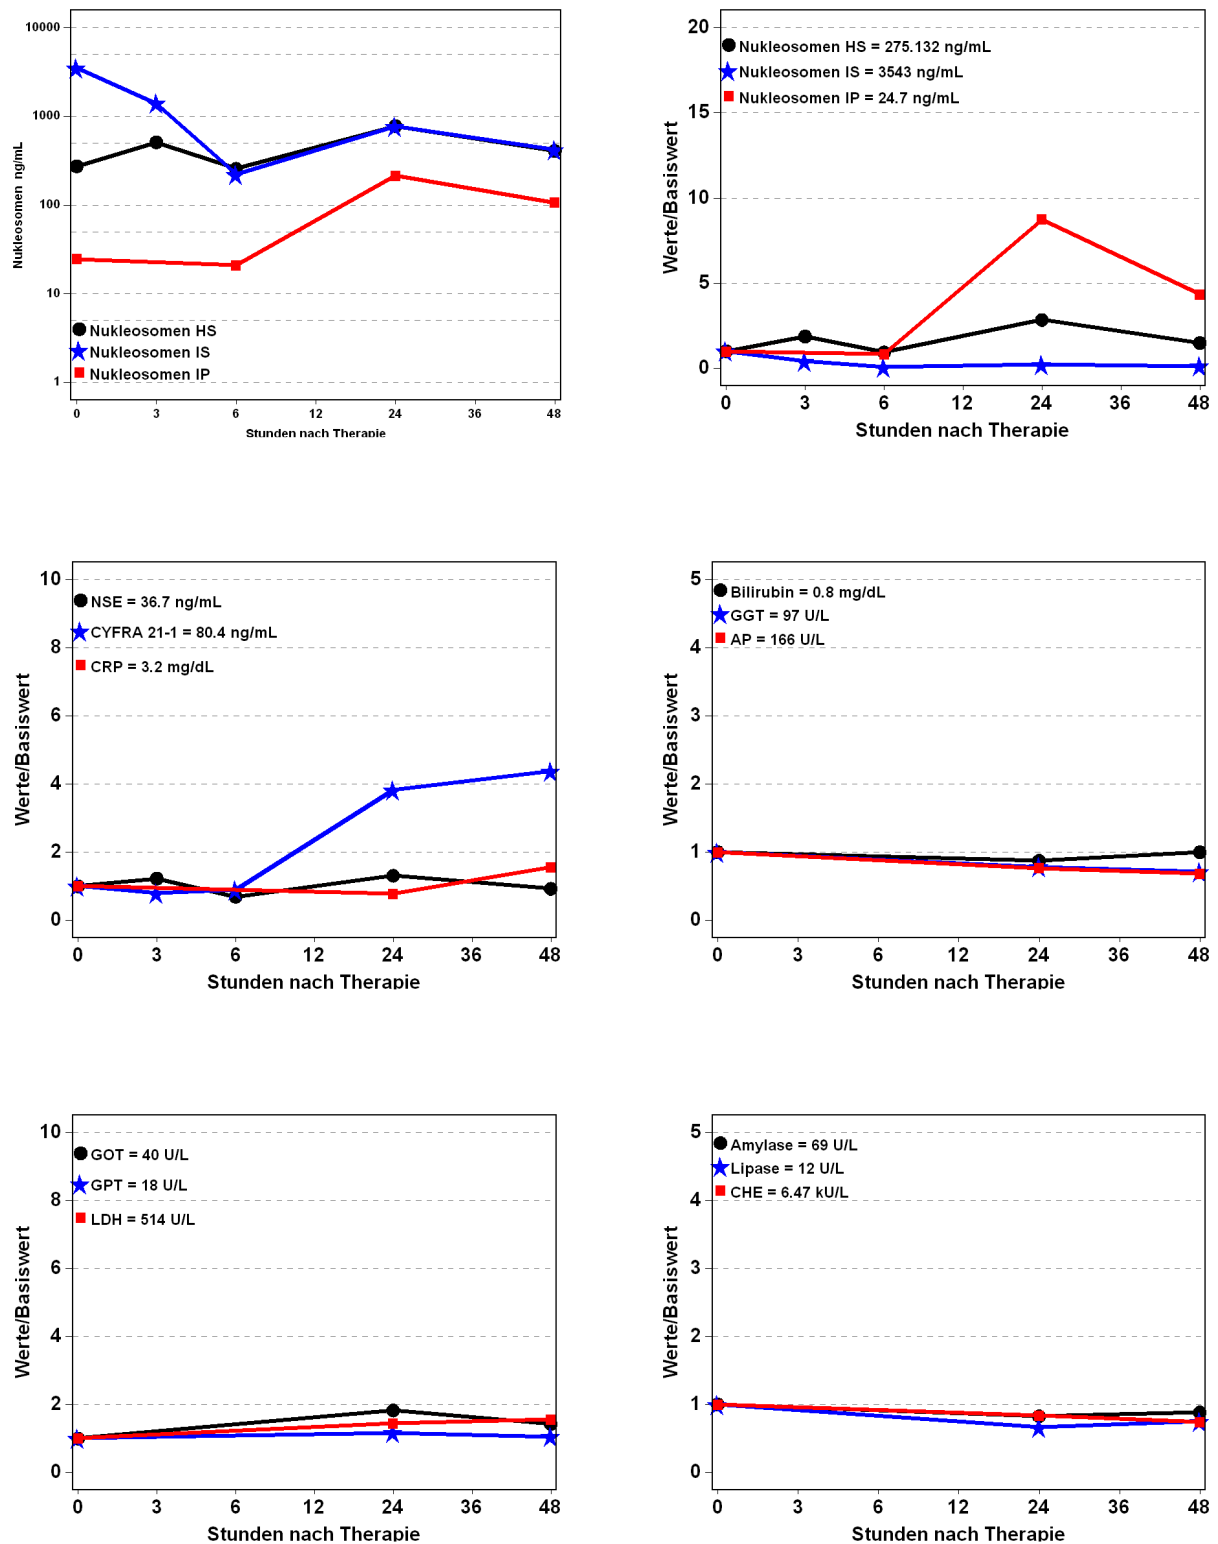 10000
1000
100
10
1
Nukleosomen ng/mL
Nukleosomen HS
Nukleosomen IS
Nukleosomen IP
0 3 6 12 24 36 48
Stunden nach Therapie
20
15
10
5
0
Werte/Basiswert
Nukleosomen HS = 275.132 ng/mL
Nukleosomen IS = 3543 ng/mL
Nukleosomen IP = 24.7 ng/mL
0 3 6 12 24 36 48
Stunden nach Therapie
10
8
6
4
2
0
Werte/Basiswert
NSE = 36.7 ng/mL
CYFRA 21-1 = 80.4 ng/mL
CRP = 3.2 mg/dL
0 3 6 12 24 36 48
Stunden nach Therapie
5
4
3
2
1
0
Werte/Basiswert
Bilirubin = 0.8 mg/dL
GGT = 97 U/L
AP = 166 U/L
0 3 6 12 24 36 48
Stunden nach Therapie
10
8
6
4
2
0
Werte/Basiswert
GOT = 40 U/L
GPT = 18 U/L
LDH = 514 U/L
0 3 6 12 24 36 48
Stunden nach Therapie
5
4
3
2
1
0
Werte/Basiswert
Amylase = 69 U/L
Lipase = 12 U/L
CHE = 6.47 kU/L
0 3 6 12 24 36 48
Stunden nach Therapie